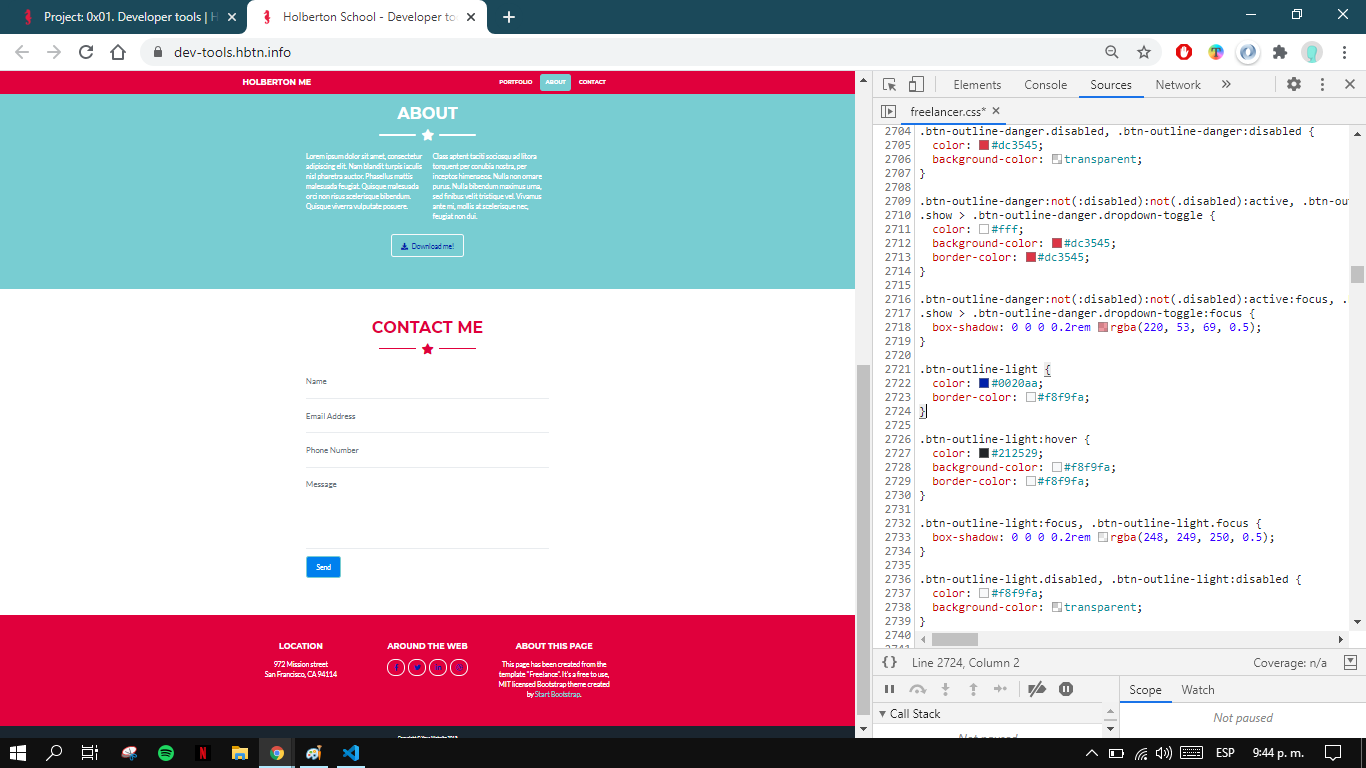 Project: 0x01. Developer tools | H
Holberton School - Developer to
dev-tools.hbtn.info
HOLBERTON ME
PORTFOLIO
ABOUT
CONTACT
ABOUT
Lorem ipsum dolor sit amet, consectetur
adipiscing elit. Nam blandit turpis iaculis
nisl pharetra auctor. Phasellus mattis
malesuada feugiat. Quisque malesuada
orci non risus scelerisque bibendum.
Quisque viverra vulputate posuere.
Class aptent taciti sociosqu ad litora
torquent per conubia nostra, per
inceptos himenaeos. Nulla non ornare
purus. Nulla bibendum maximus urna,
sed finibus velit tristique vel. Vivamus
ante mi, mollis at scelerisque nec,
feugiat non dui.
Download me!
CONTACT ME
Name
Email Address
Phone Number
Message
Send
LOCATION
972 Mission street
San Francisco, CA 94114
AROUND THE WEB
ABOUT THIS PAGE
This page has been created from the
template "Freelance". It's a free to use,
MIT licensed Bootstrap theme created
by Start Bootstrap.
Elements
Console
Sources
Network
freelancer.css*
2704 .btn-outline-danger.disabled, .btn-outline-danger:disabled {
2705 color: #dc3545;
2706 background-color: transparent;
2707 }
2708
2709 .btn-outline-danger:not(:disabled):not(.disabled):active, .btn-ou
2710 .show > .btn-outline-danger.dropdown-toggle {
2711 color: #fff;
2712 background-color: #dc3545;
2713 border-color: #dc3545;
2714 }
2715
2716 .btn-outline-danger:not(:disabled):not(.disabled):active:focus, .
2717 .show > .btn-outline-danger.dropdown-toggle:focus {
2718 box-shadow: 0 0 0 0.2rem rgba(220, 53, 69, 0.5);
2719 }
2720
2721 .btn-outline-light {
2722 color: #0020aa;
2723 border-color: #f8f9fa;
2724 }
2725
2726 .btn-outline-light:hover {
2727 color: #212529;
2728 background-color: #f8f9fa;
2729 border-color: #f8f9fa;
2730 }
2731
2732 .btn-outline-light:focus, .btn-outline-light.focus {
2733 box-shadow: 0 0 0 0.2rem rgba(248, 249, 250, 0.5);
2734 }
2735
2736 .btn-outline-light.disabled, .btn-outline-light:disabled {
2737 color: #f8f9fa;
2738 background-color: transparent;
2739 }
2740
{} Line 2724, Column 2
Coverage: n/a
Scope
Watch
Call Stack
Not paused
Not paused
ESP
9:44 p. m.